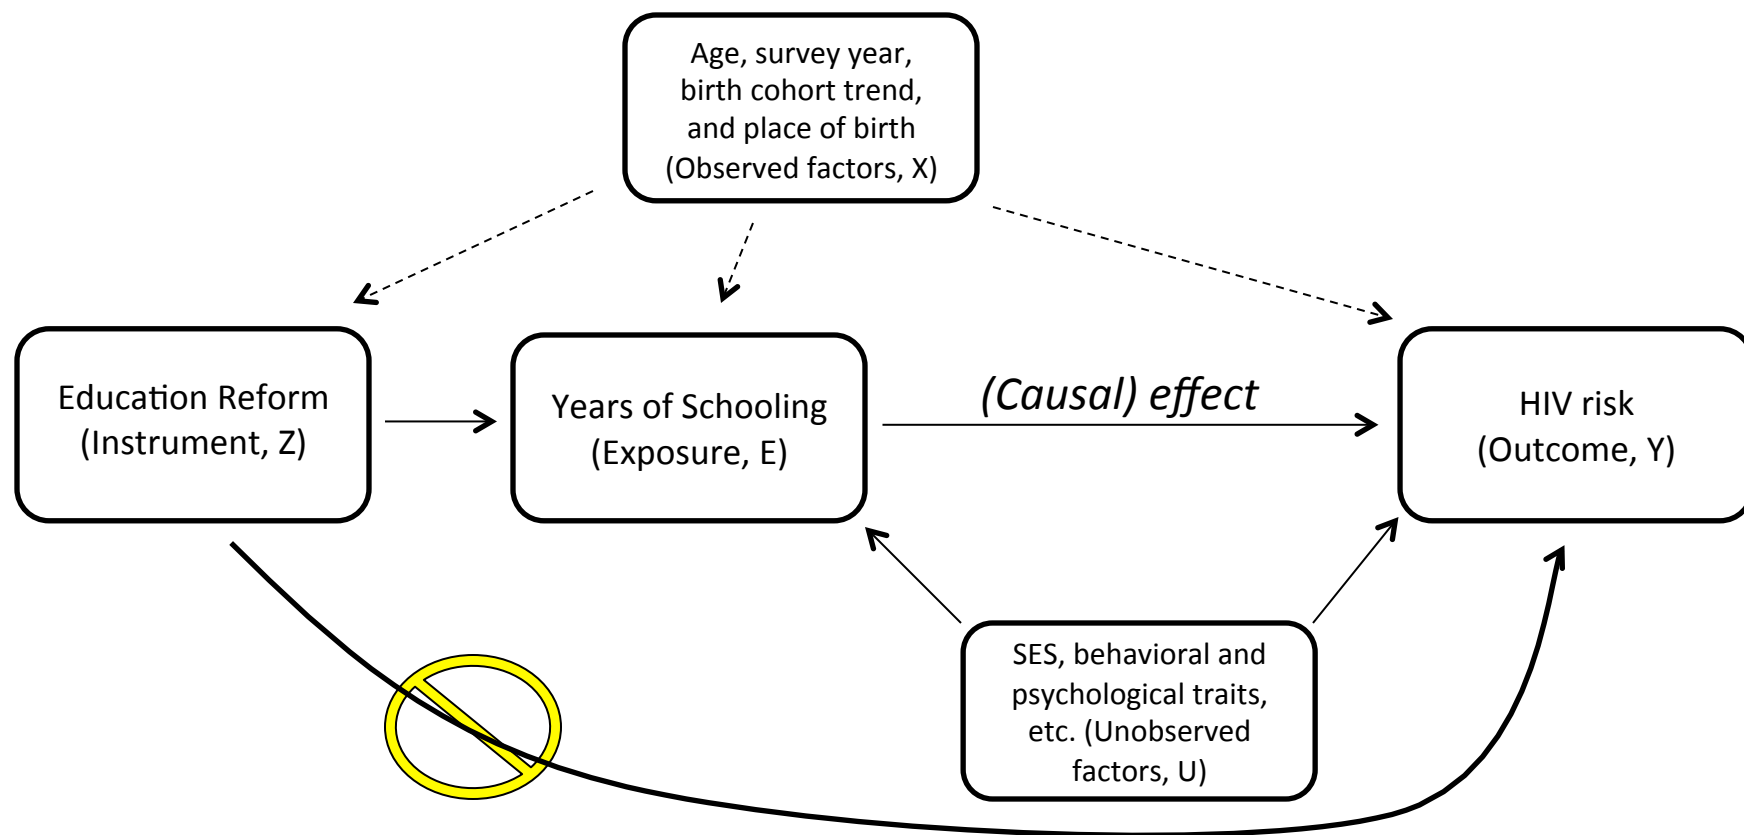 Age, survey year,
birth cohort trend,
and place of birth
(Observed factors, X)
Education Reform
(Instrument, Z)
Years of Schooling
(Exposure, E)
(Causal) effect
HIV risk
(Outcome, Y)
SES, behavioral and
psychological traits,
etc. (Unobserved
factors, U)